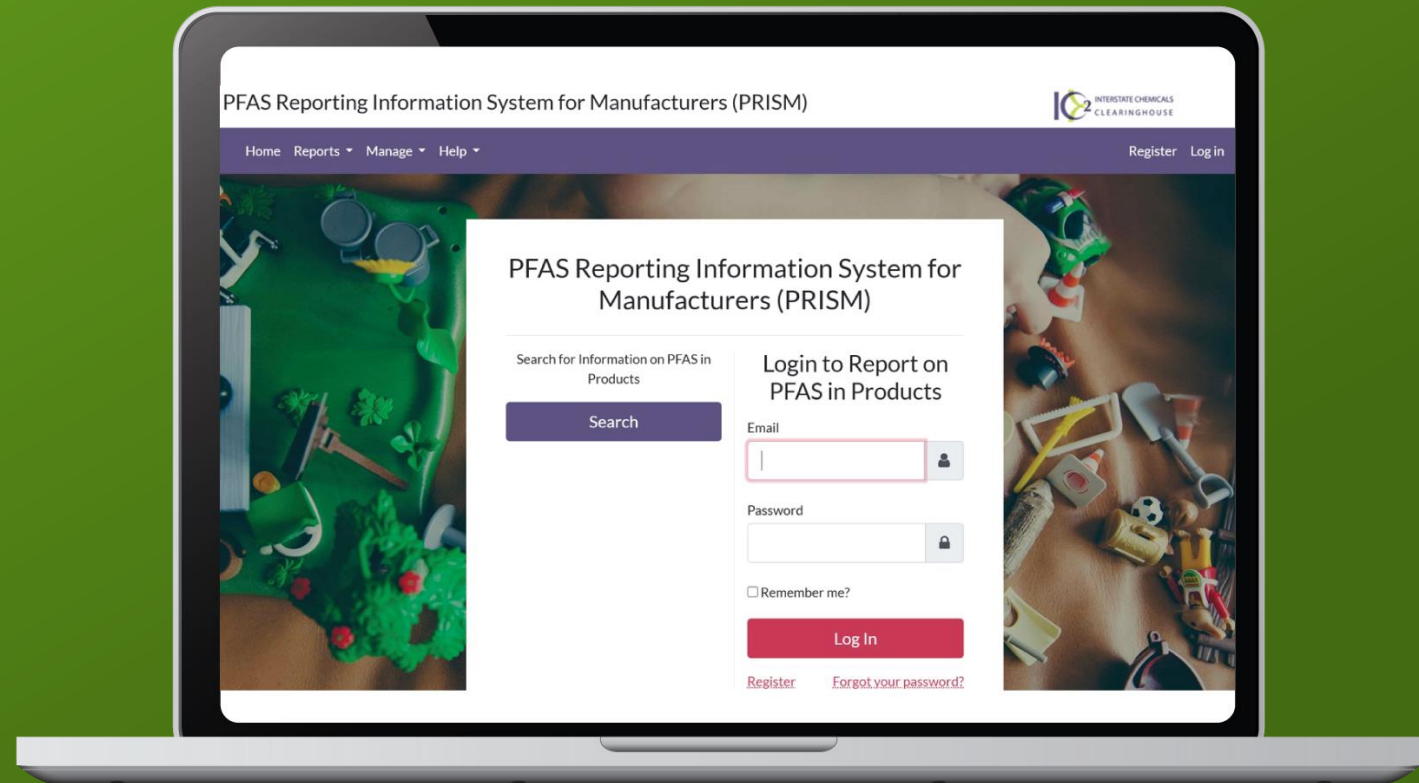 PFAS Reporting Information System for Manufacturers (PRISM)
IC2 INTERSTATE CHEMICALS
CLEARINGHOUSE
Home Reports Manage Help Register Log in
PFAS Reporting Information System for
Manufacturers (PRISM)
Search for Information on PFAS in
Products
Search
Login to Report on
PFAS in Products
Email
Password
Remember me?
Log In
Register Forgot your password?